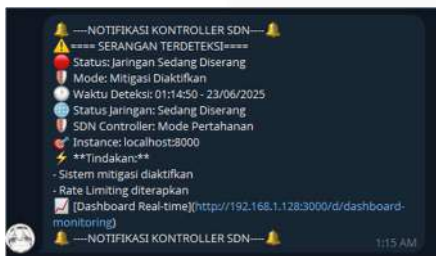 🔔 ----NOTIFIKASI KONTROLLER SDN----🔔
⚠️==== SERANGAN TERDETEKSI====
🔴 Status: Jaringan Sedang Diserang
🛡️ Mode: Mitigasi Diaktifkan
🕐 Waktu Deteksi: 01:14:50 - 23/06/2025
🌐 Status Jaringan: Sedang Diserang
🛡️ SDN Controller: Mode Pertahanan
🎯 Instance: localhost:8000
⚡ **Tindakan:**
- Sistem mitigasi diaktifkan
- Rate Limiting diterapkan
📈 [Dashboard Real-time](http://192.168.1.128:3000/d/dashboard-
monitoring)
🔔 ----NOTIFIKASI KONTROLLER SDN----🔔
1:15 AM